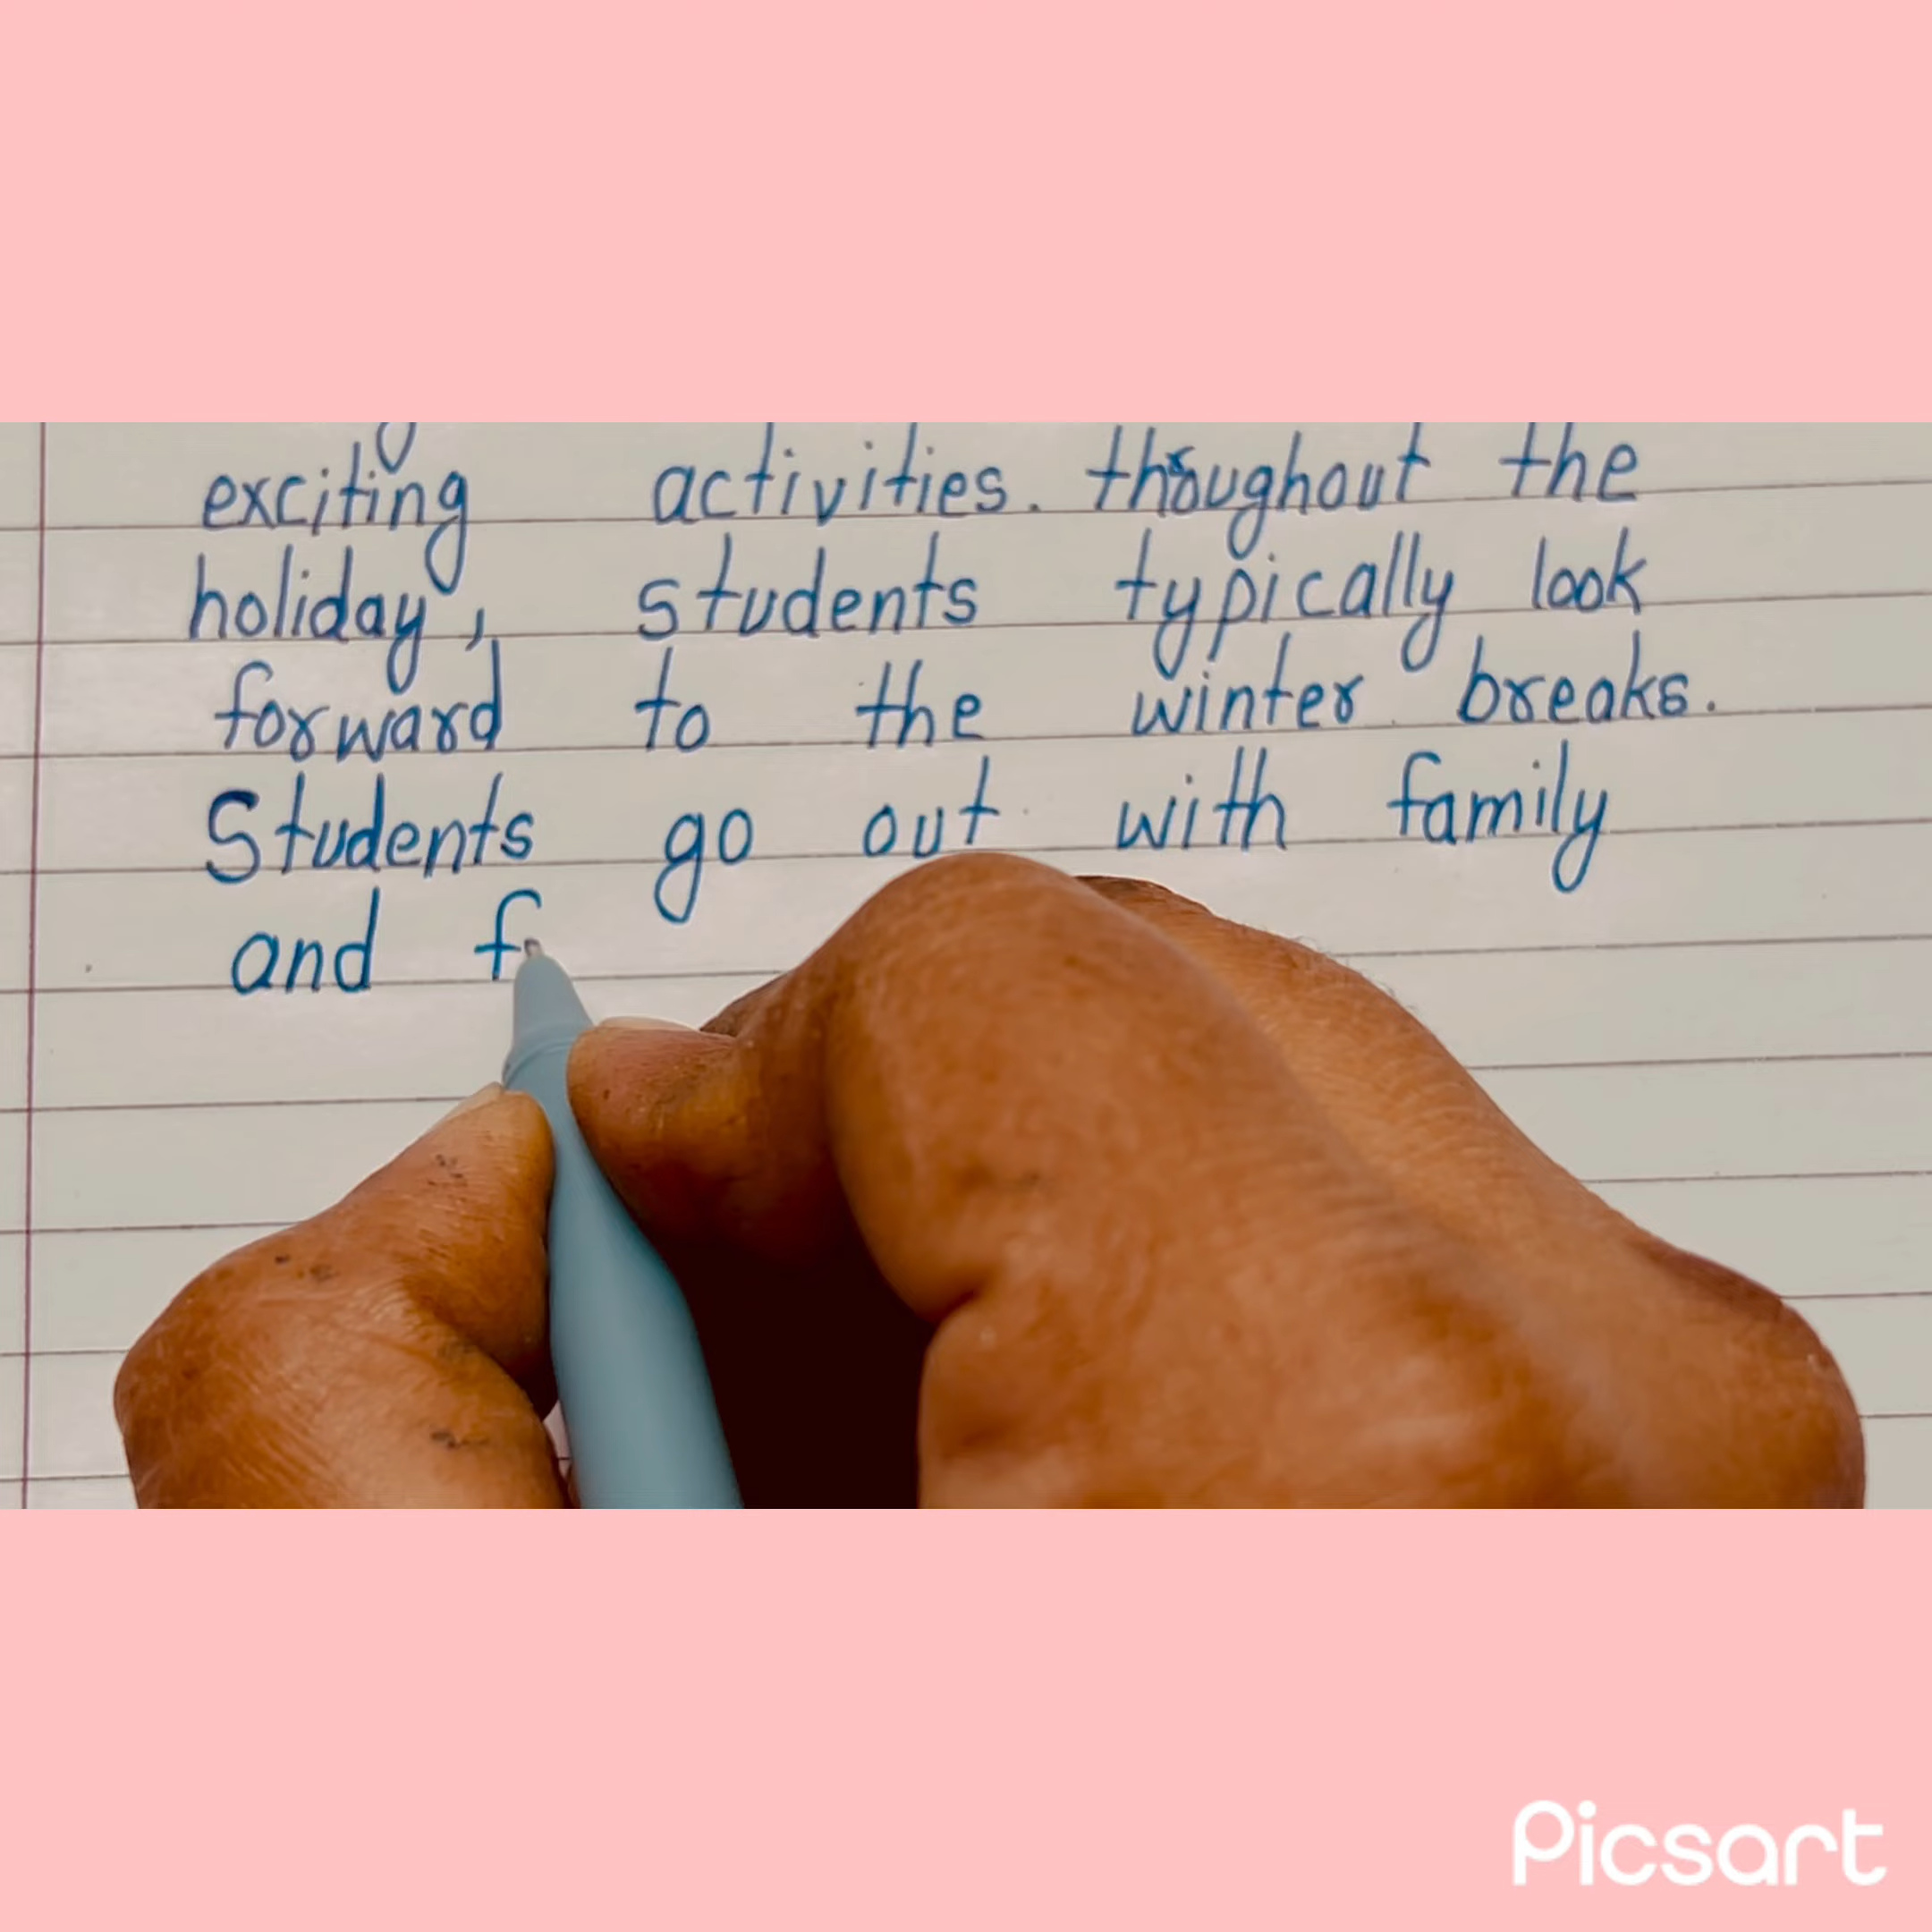 exciting activities. thoughout the
holiday, students typically look
forward to the winter breaks.
Students go out with family
and f
Picsart